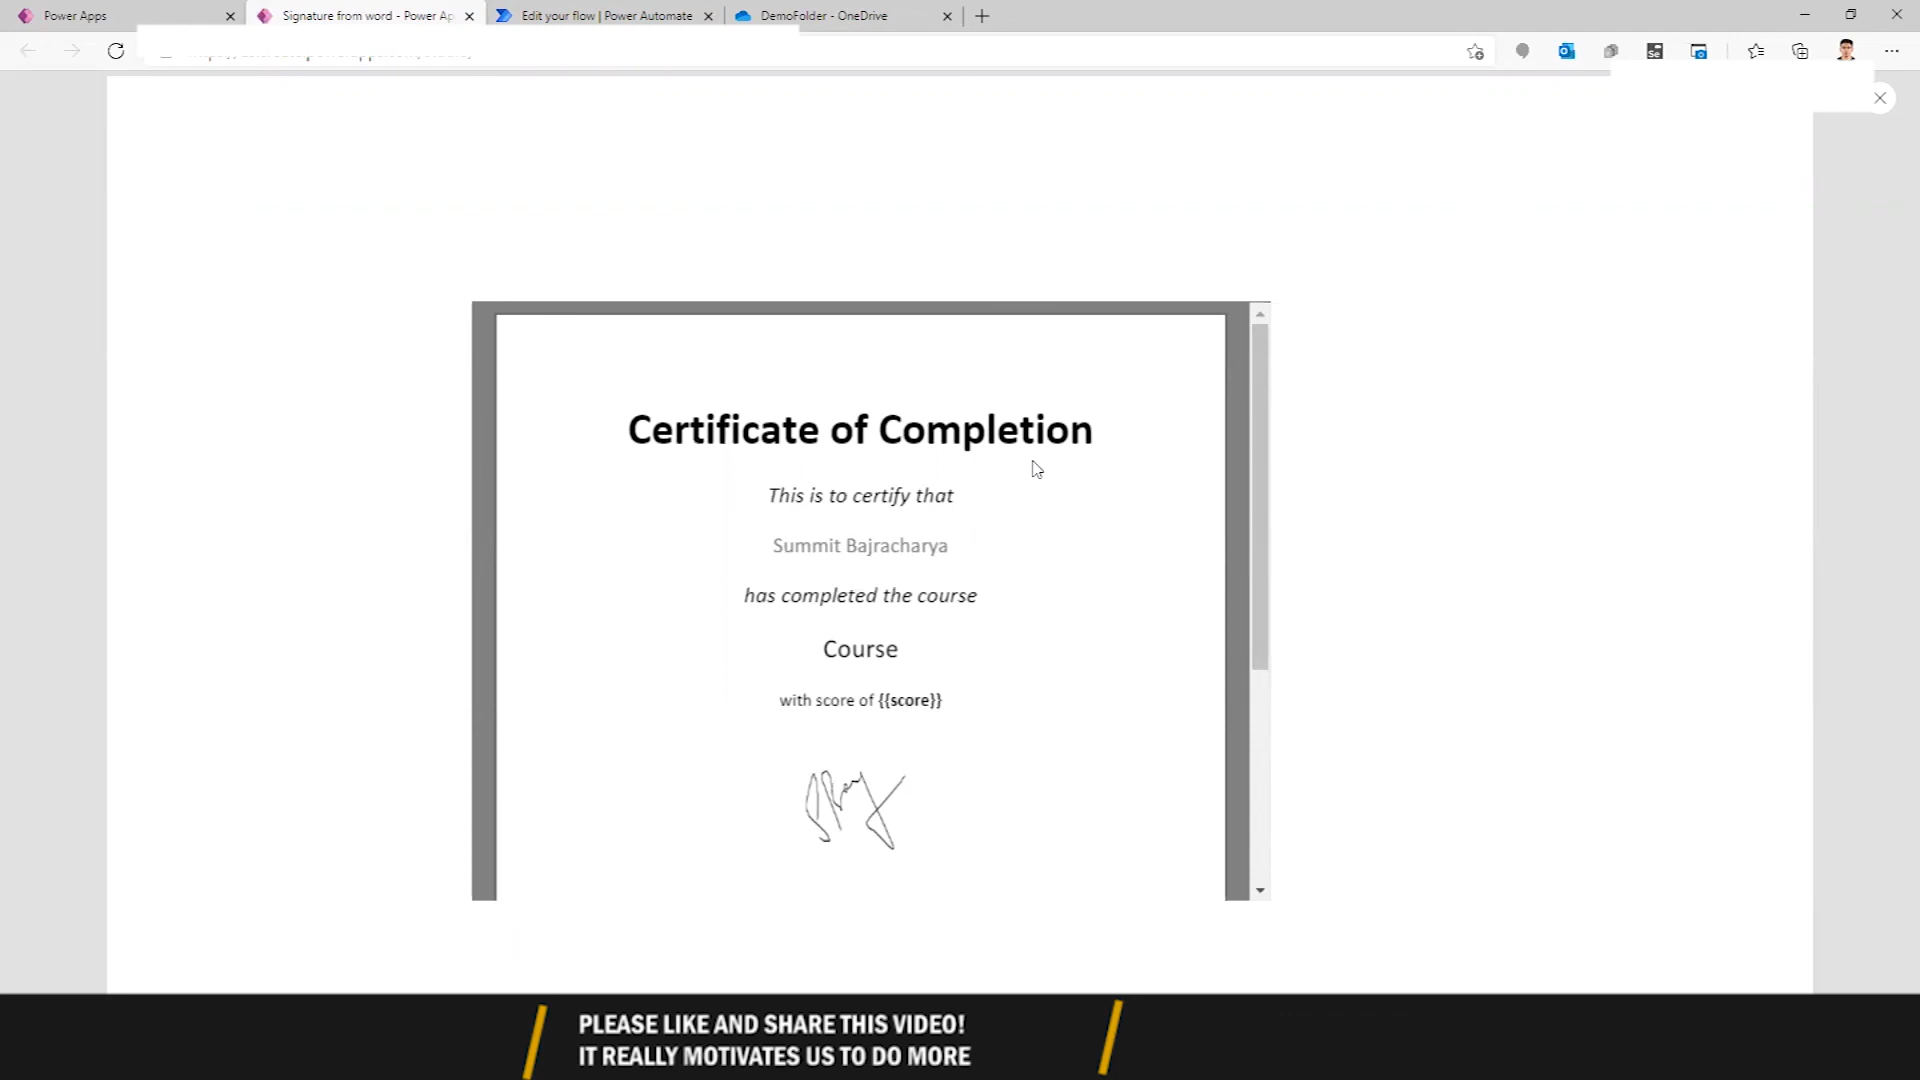 Power Apps
Signature from word - Power Ap
Edit your flow | Power Automate
DemoFolder - OneDrive
Se
Certificate of Completion
This is to certify that
Summit Bajracharya
has completed the course
Course
with score of {{score}}
PLEASE LIKE AND SHARE THIS VIDEO!
IT REALLY MOTIVATES US TO DO MORE